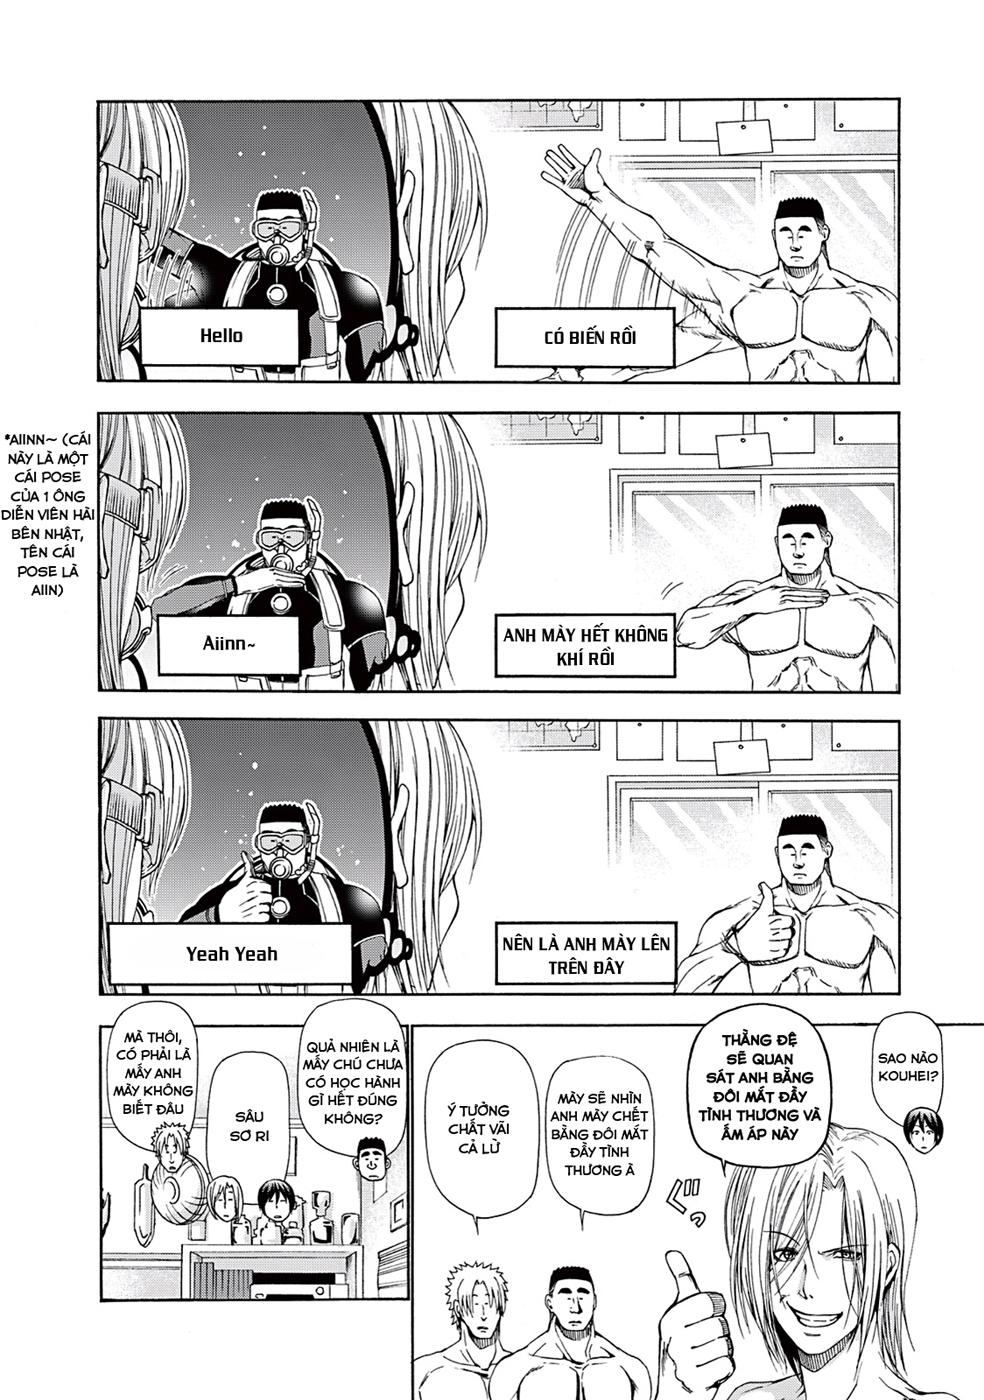 CÓ BIẾN RỒI
Hello
ANH MÀY HẾT KHÔNG
KHÍ RỒI
Aiinn~
*AIINN~ (CÁI
NÀY LÀ MỘT
CÁI POSE
CỦA 1 ÔNG
DIỄN VIÊN HÀI
BÊN NHẬT,
TÊN CÁI
POSE LÀ
AIIN)
NÊN LÀ ANH MÀY LÊN
TRÊN ĐÂY
Yeah Yeah
SAO NÀO
KOUHEI?
THẰNG ĐỆ
SẼ QUAN
SÁT ANH BẰNG
ĐÔI MẮT ĐẦY
TÌNH THƯƠNG VÀ
ẤM ÁP NÀY
グッ
MÀY SẼ NHÌN
ANH MÀY CHẾT
BẰNG ĐÔI MẮT
ĐẦY TÌNH
THƯƠNG À
Ý TƯỞNG
CHẤT VÃI
CẢ LỪ
QUẢ NHIÊN LÀ
MẤY CHÚ CHƯA
CÓ HỌC HÀNH
GÌ HẾT ĐÚNG
KHÔNG?
SÂU
SƠ RI
MÀ THÔI,
CÓ PHẢI LÀ
MẤY ANH
MÀY KHÔNG
BIẾT ĐÂU